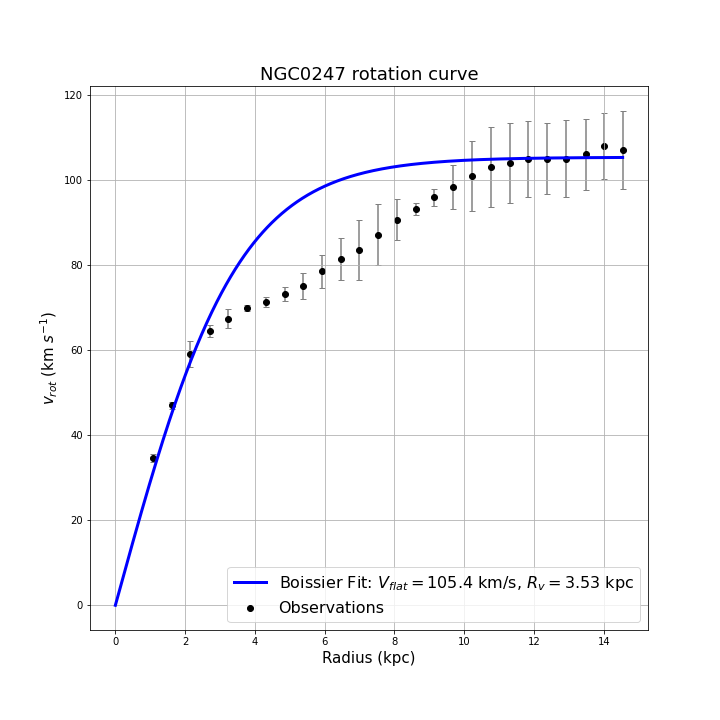 NGC0247 rotation curve
120
100
80
60
40
20
0
v_rot (km s⁻¹)
0 2 4 6 8 10 12 14
Radius (kpc)
Boissier Fit: V_flat = 105.4 km/s, R_v = 3.53 kpc
Observations